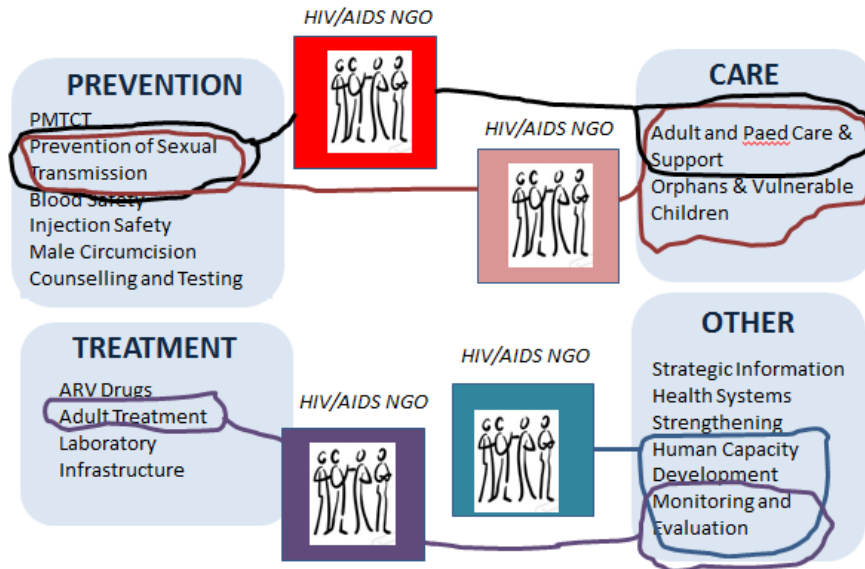 HIV/AIDS NGO
PREVENTION
PMTCT
Prevention of Sexual
Transmission
Blood Safety
Injection Safety
Male Circumcision
Counselling and Testing
HIV/AIDS NGO
CARE
Adult and Paed Care &
Support
Orphans & Vulnerable
Children
TREATMENT
ARV Drugs
Adult Treatment
Laboratory
Infrastructure
HIV/AIDS NGO
HIV/AIDS NGO
OTHER
Strategic Information
Health Systems
Strengthening
Human Capacity
Development
Monitoring and
Evaluation